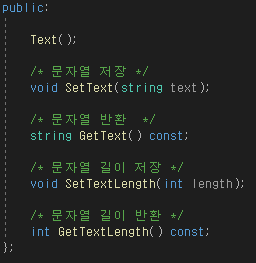 public:
Text();
/* 문자열 저장 */
void SetText(string text);
/* 문자열 반환  */
string GetText() const;
/* 문자열 길이 저장 */
void SetTextLength(int length);
/* 문자열 길이 반환 */
int GetTextLength() const;
};